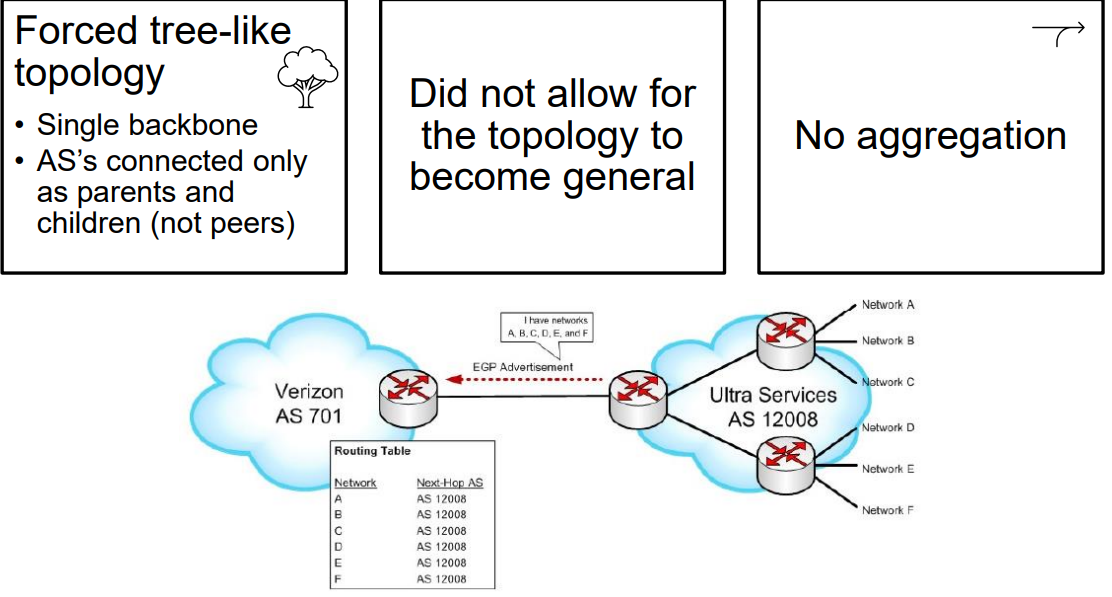 Forced tree-like
topology
• Single backbone
• AS's connected only
as parents and
children (not peers)
Did not allow for
the topology to
become general
No aggregation
I have networks
A, B, C, D, E, and F
EGP Advertisement
Verizon
AS 701
Ultra Services
AS 12008
Network A
Network B
Network C
Network D
Network E
Network F
Routing Table
Network Next-Hop AS
A AS 12008
B AS 12008
C AS 12008
D AS 12008
E AS 12008
F AS 12008